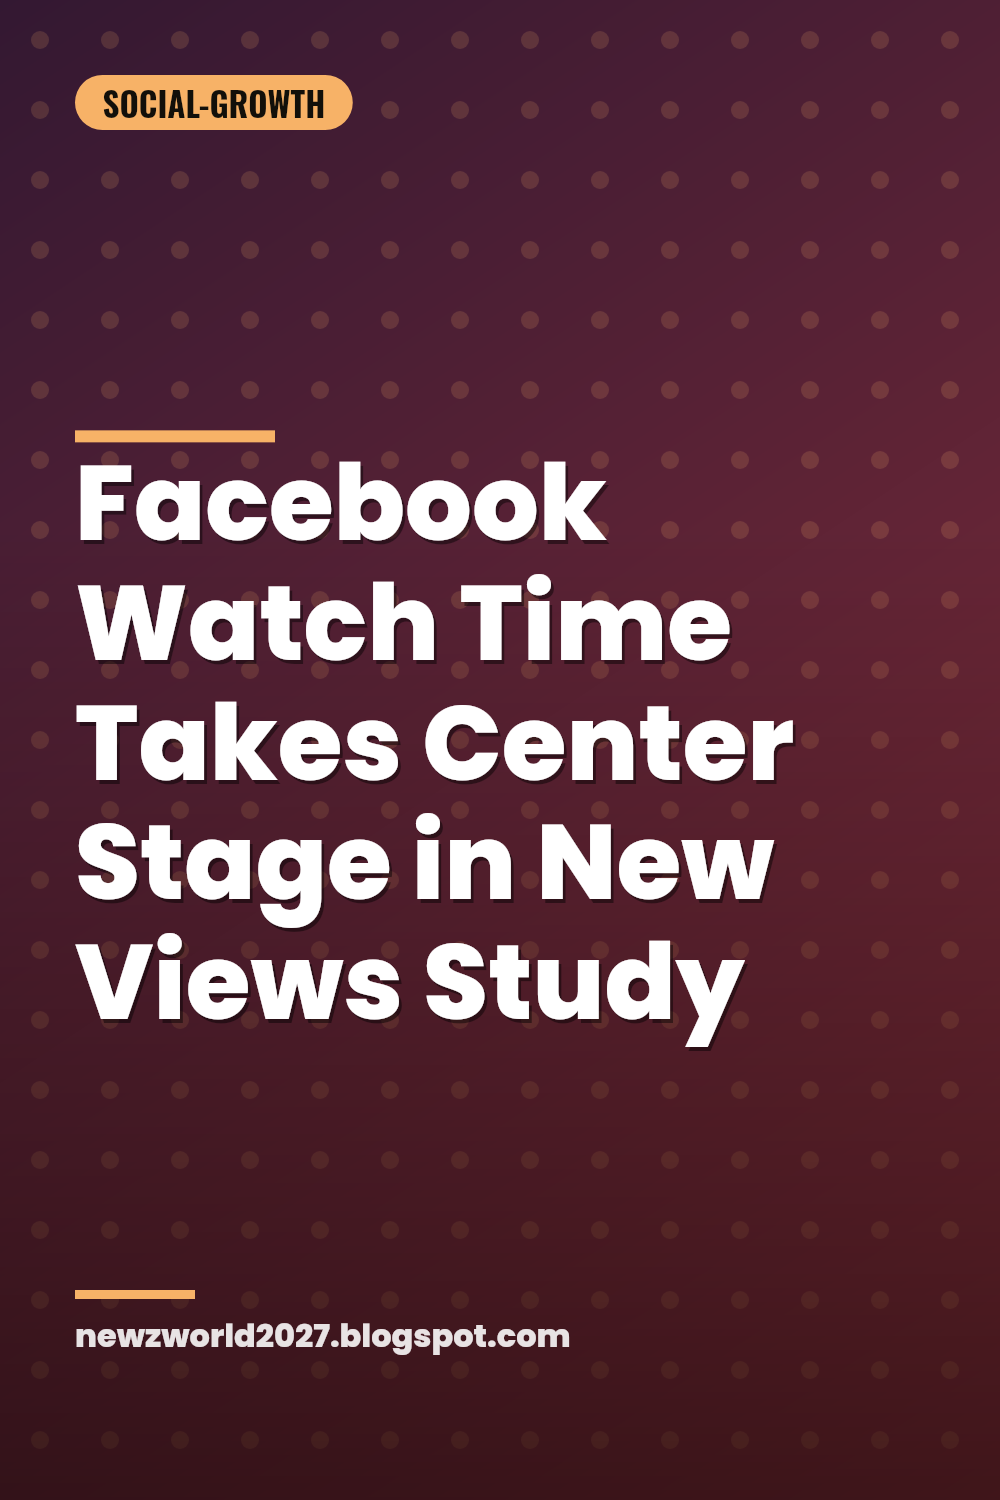 SOCIAL-GROWTH
Facebook
Watch Time
Takes Center
Stage in New
Views Study
newzworld2027.blogspot.com